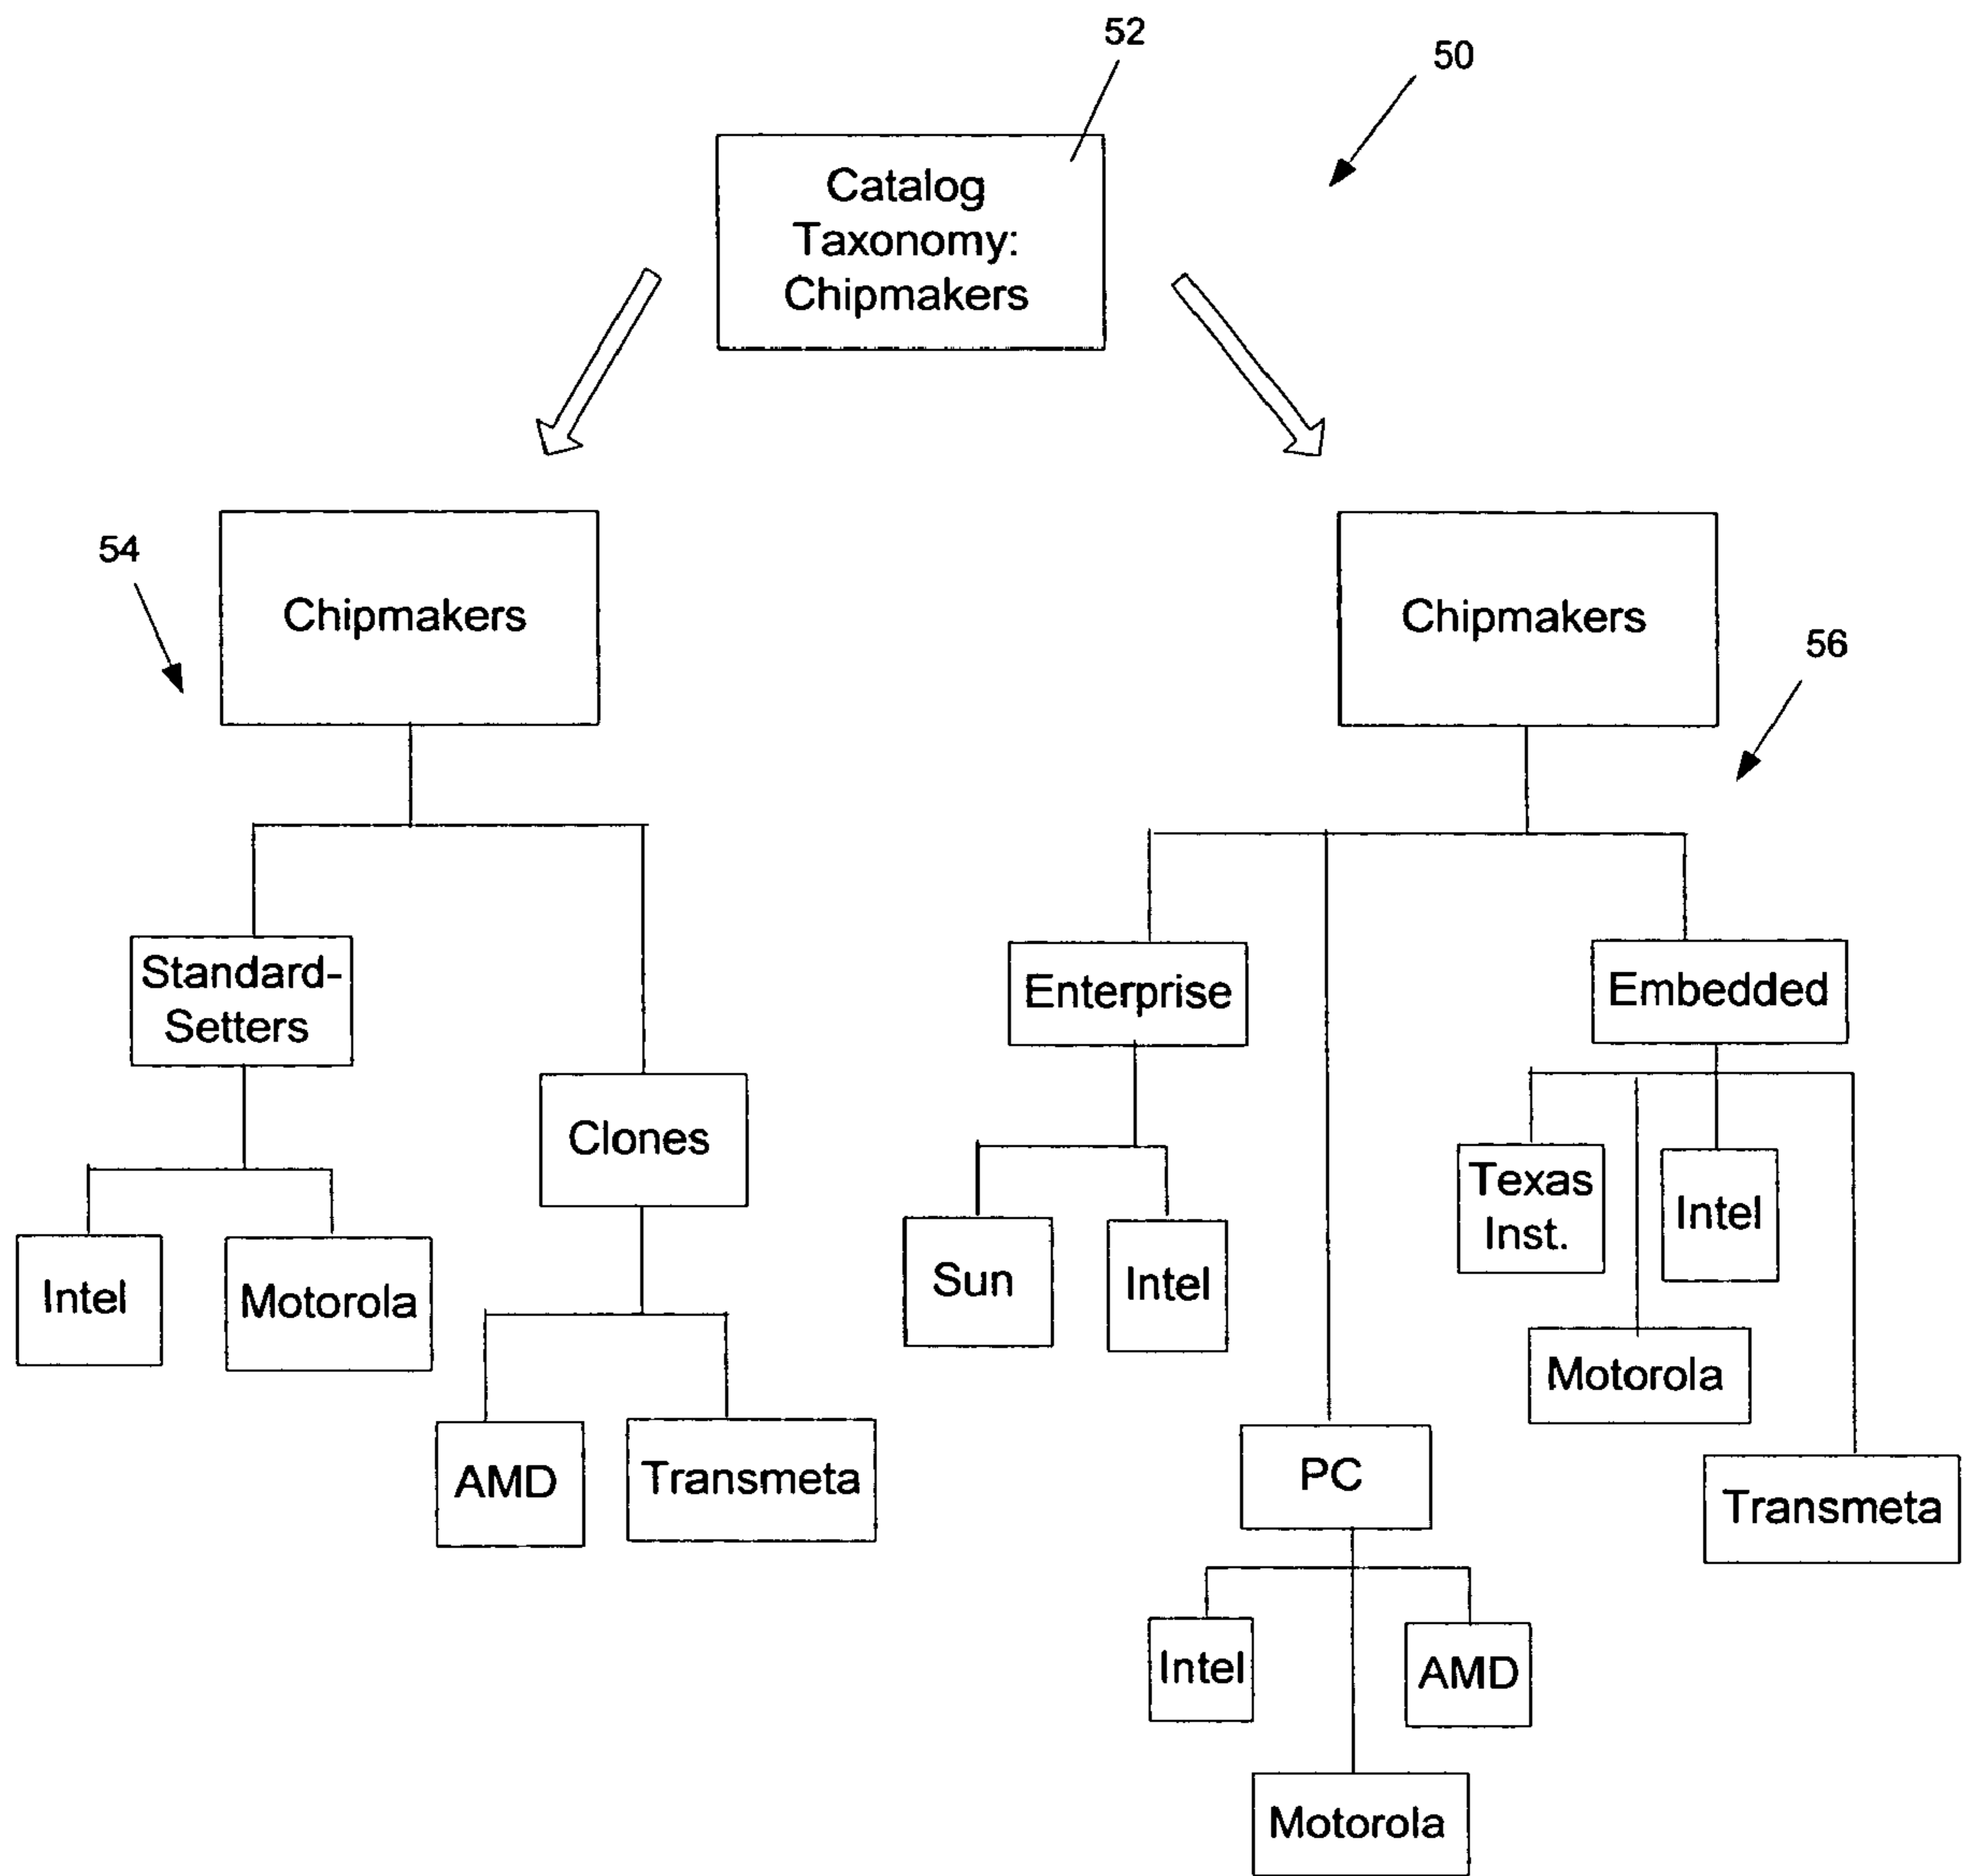 52
50
Catalog
Taxonomy:
Chipmakers
54
Chipmakers
Chipmakers
56
Standard-
Setters
Clones
Intel
Motorola
AMD
Transmeta
Enterprise
Embedded
Sun
Intel
Texas
Inst.
Intel
Motorola
Transmeta
PC
Intel
AMD
Motorola